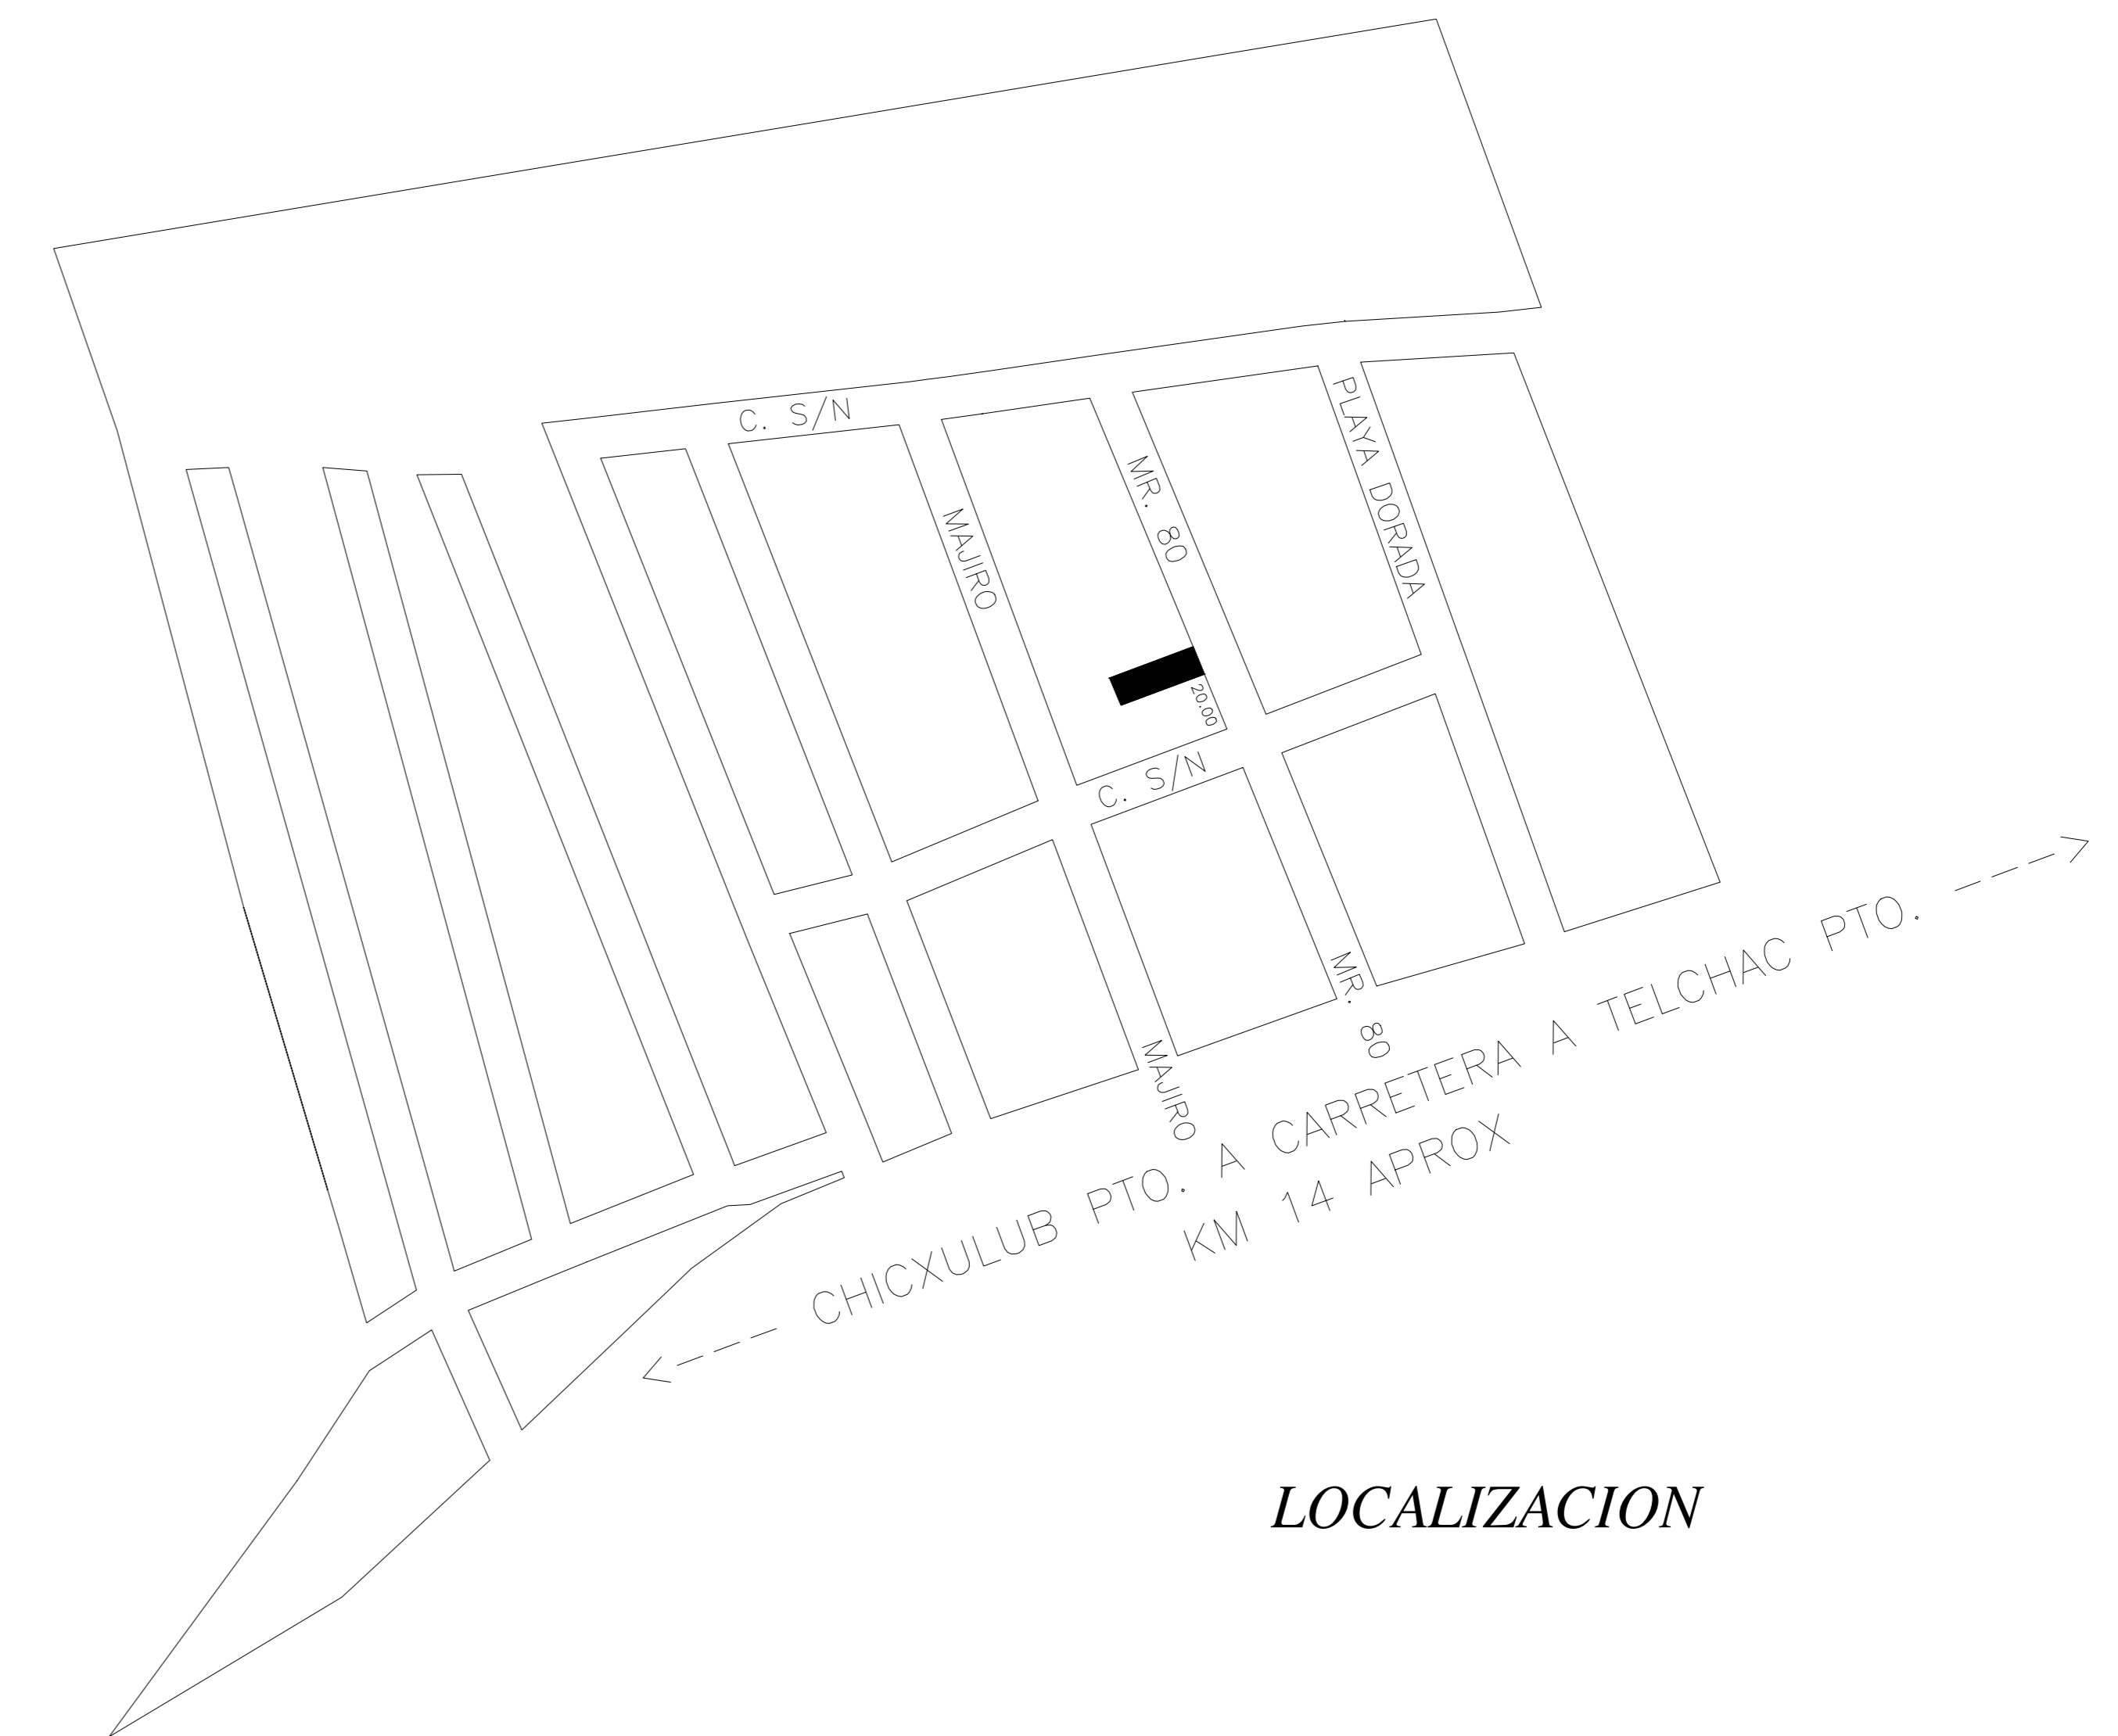 C. S/N
PLAYA DORADA
MR. 80
MAJIRO
20.00
C. S/N
MR. 80
MAJIRO
CHICXULUB PTO. A CARRETERA A TELCHAC PTO.
KM 14 APROX
LOCALIZACION